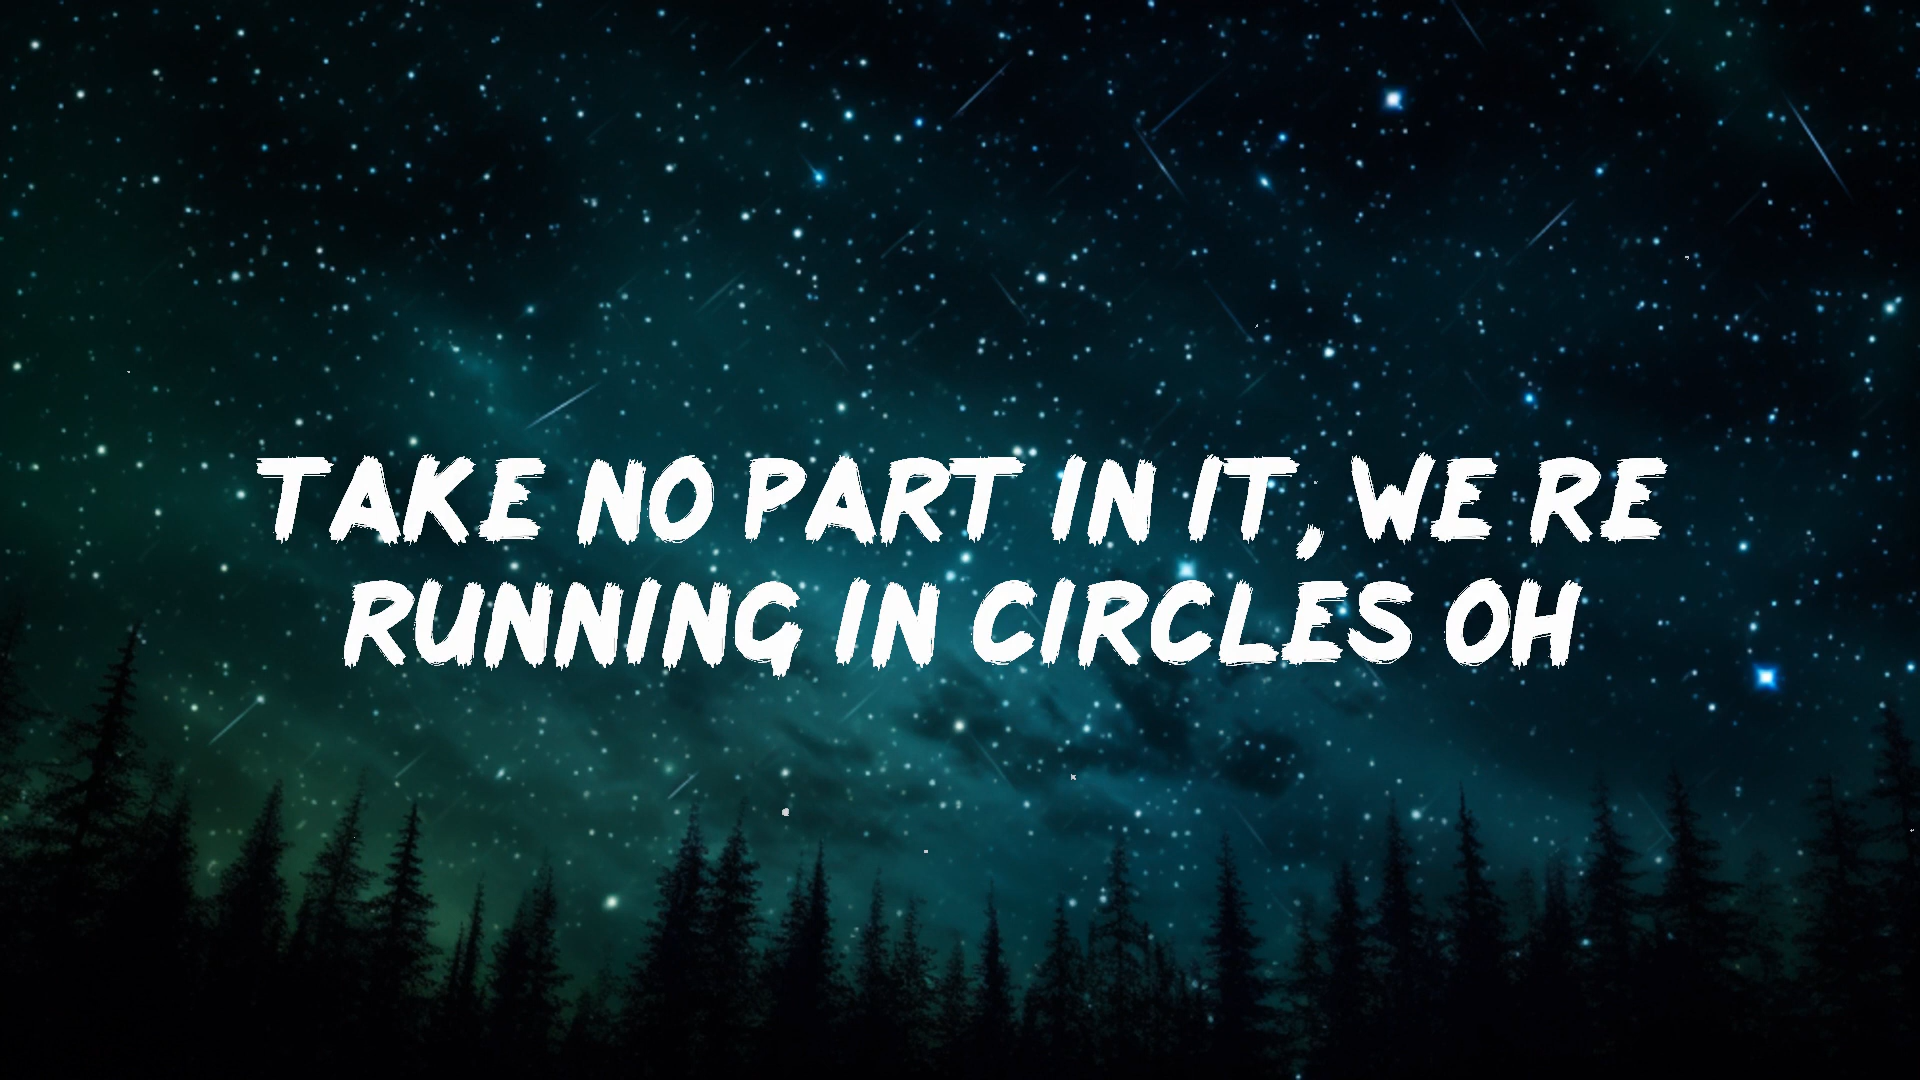 TAKE NO PART IN IT, WE RE
RUNNING IN CIRCLES OH